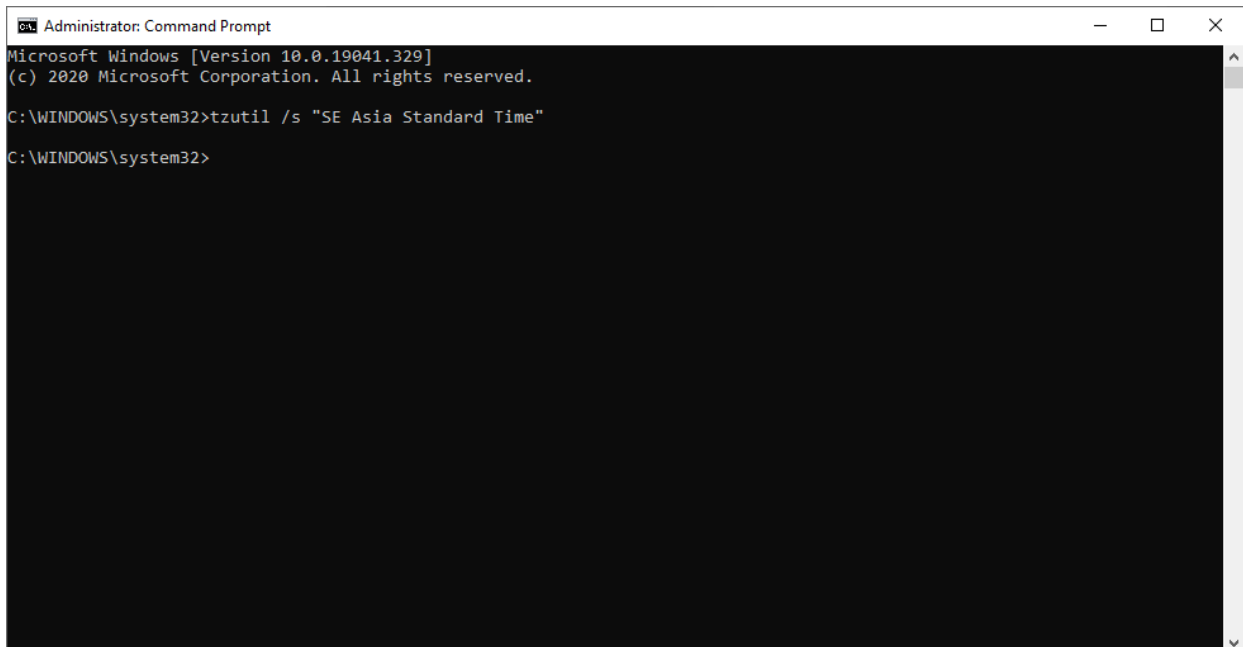 Administrator: Command Prompt
Microsoft Windows [Version 10.0.19041.329]
(c) 2020 Microsoft Corporation. All rights reserved.
C:\WINDOWS\system32>tzutil /s "SE Asia Standard Time"
C:\WINDOWS\system32>